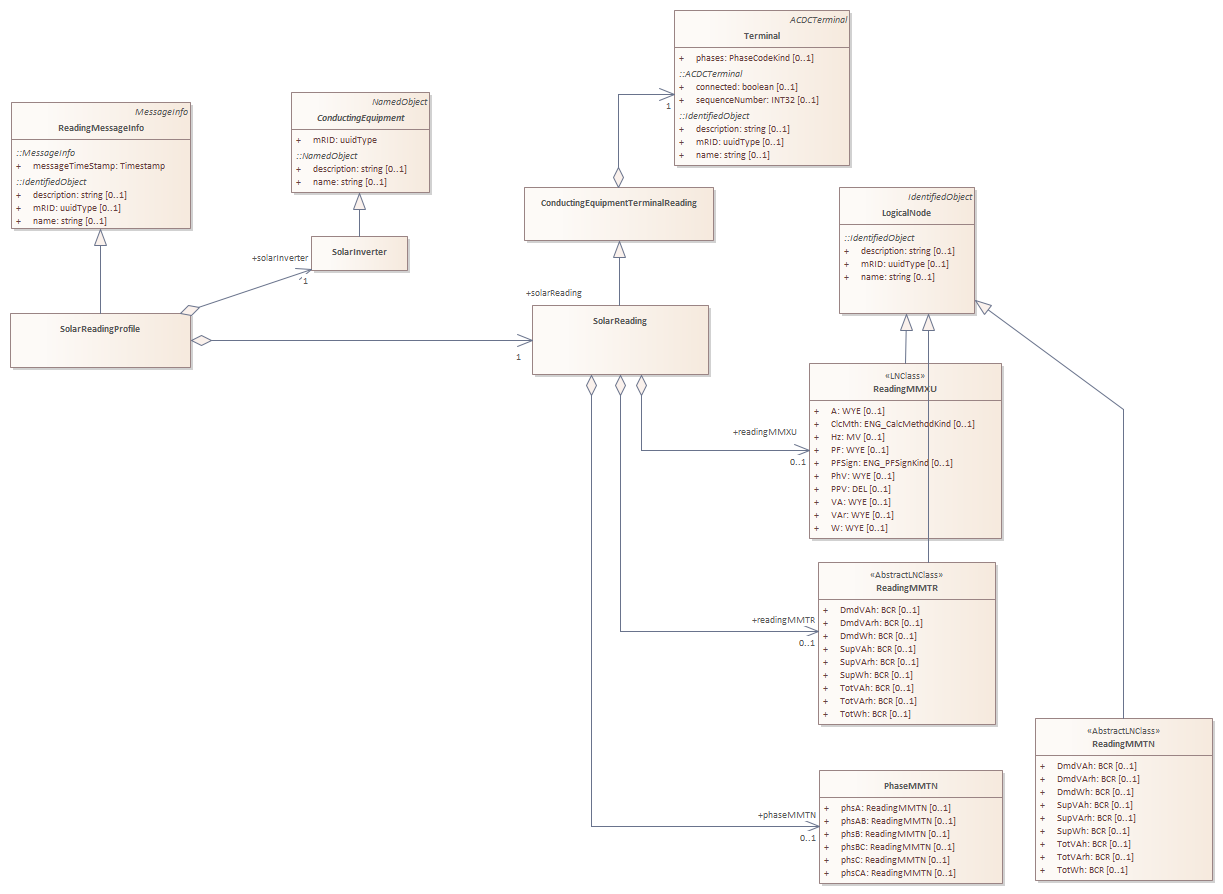 ACDCTerminal
Terminal
+ phases: PhaseCodeKind [0..1]
::ACDCTerminal
+ connected: boolean [0..1]
+ sequenceNumber: INT32 [0..1]
::IdentifiedObject
+ description: string [0..1]
+ mRID: uuidType [0..1]
+ name: string [0..1]
1
NamedObject
ConductingEquipment
+ mRID: uuidType
::NamedObject
+ description: string [0..1]
+ name: string [0..1]
MessageInfo
ReadingMessageInfo
::MessageInfo
+ messageTimeStamp: Timestamp
::IdentifiedObject
+ description: string [0..1]
+ mRID: uuidType [0..1]
+ name: string [0..1]
ConductingEquipmentTerminalReading
IdentifiedObject
LogicalNode
::IdentifiedObject
+ description: string [0..1]
+ mRID: uuidType [0..1]
+ name: string [0..1]
SolarInverter
+solarInverter
1
+solarReading
SolarReadingProfile
SolarReading
1
«LNClass»
ReadingMMXU
+ A: WYE [0..1]
+ ClcMth: ENG_CalcMethodKind [0..1]
+ Hz: MV [0..1]
+ PF: WYE [0..1]
+ PFSign: ENG_PFSignKind [0..1]
+ PhV: WYE [0..1]
+ PPV: DEL [0..1]
+ VA: WYE [0..1]
+ VAr: WYE [0..1]
+ W: WYE [0..1]
+readingMMXU
0..1
«AbstractLNClass»
ReadingMMTR
+ DmdVAh: BCR [0..1]
+ DmdVArh: BCR [0..1]
+ DmdWh: BCR [0..1]
+ SupVAh: BCR [0..1]
+ SupVArh: BCR [0..1]
+ SupWh: BCR [0..1]
+ TotVAh: BCR [0..1]
+ TotVArh: BCR [0..1]
+ TotWh: BCR [0..1]
+readingMMTR
0..1
«AbstractLNClass»
ReadingMMTN
+ DmdVAh: BCR [0..1]
+ DmdVArh: BCR [0..1]
+ DmdWh: BCR [0..1]
+ SupVAh: BCR [0..1]
+ SupVArh: BCR [0..1]
+ SupWh: BCR [0..1]
+ TotVAh: BCR [0..1]
+ TotVArh: BCR [0..1]
+ TotWh: BCR [0..1]
PhaseMMTN
+ phsA: ReadingMMTN [0..1]
+ phsAB: ReadingMMTN [0..1]
+ phsB: ReadingMMTN [0..1]
+ phsBC: ReadingMMTN [0..1]
+ phsC: ReadingMMTN [0..1]
+ phsCA: ReadingMMTN [0..1]
+phaseMMTN
0..1